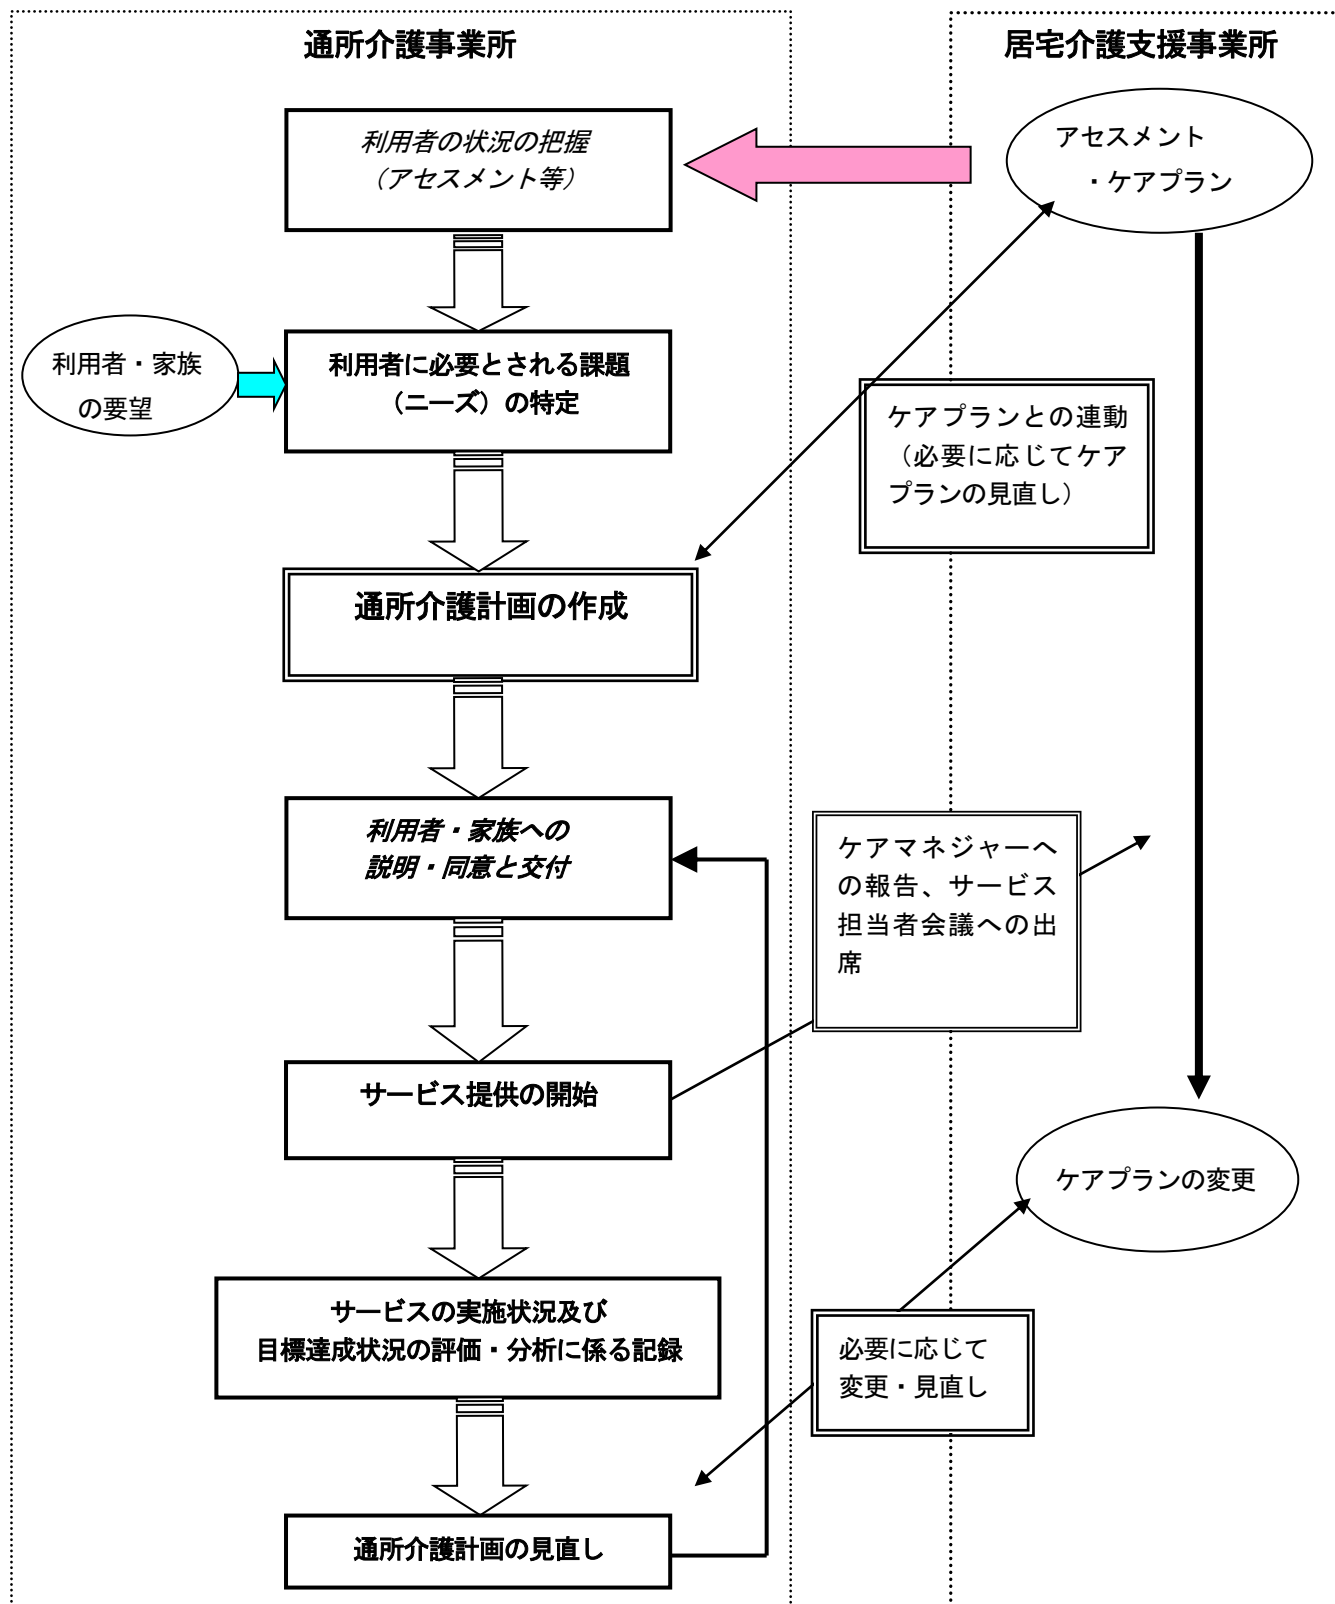 通所介護事業所
居宅介護支援事業所
利用者の状況の把握
（アセスメント等）
アセスメント
・ケアプラン
利用者・家族
の要望
利用者に必要とされる課題
（ニーズ）の特定
ケアプランとの連動
（必要に応じてケア
プランの見直し）
通所介護計画の作成
利用者・家族への
説明・同意と交付
ケアマネジャーへ
の報告、サービス
担当者会議への出
席
サービス提供の開始
ケアプランの変更
サービスの実施状況及び
目標達成状況の評価・分析に係る記録
必要に応じて
変更・見直し
通所介護計画の見直し